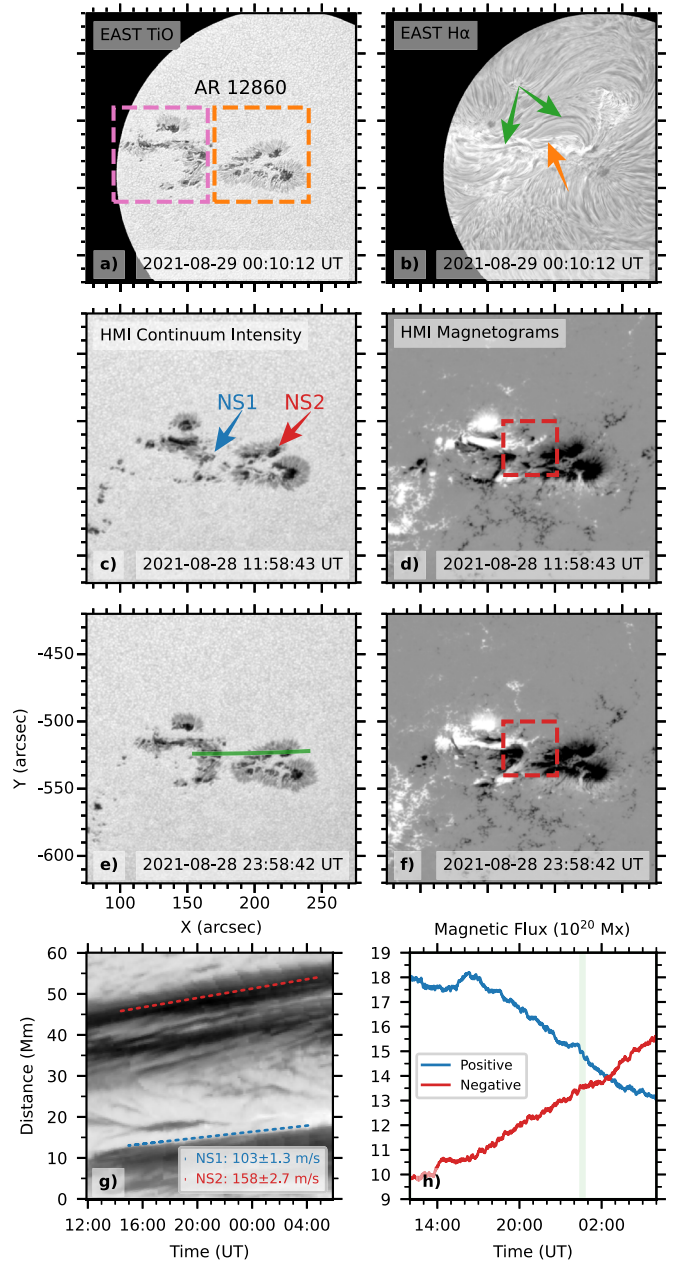 EAST TiO
AR 12860
a)
2021-08-29 00:10:12 UT
EAST Hα
b)
2021-08-29 00:10:12 UT
HMI Continuum Intensity
NS1
NS2
c)
2021-08-28 11:58:43 UT
HMI Magnetograms
d)
2021-08-28 11:58:43 UT
Y (arcsec)
-450
-500
-550
-600
e)
2021-08-28 23:58:42 UT
100
150
200
250
X (arcsec)
f)
2021-08-28 23:58:42 UT
Distance (Mm)
60
50
40
30
20
10
0
g)
NS1: 103±1.3 m/s
NS2: 158±2.7 m/s
12:00
16:00
20:00
00:00
04:00
Time (UT)
Magnetic Flux (10²⁰ Mx)
19
18
17
16
15
14
13
12
11
10
9
Positive
Negative
h)
14:00
20:00
02:00
Time (UT)